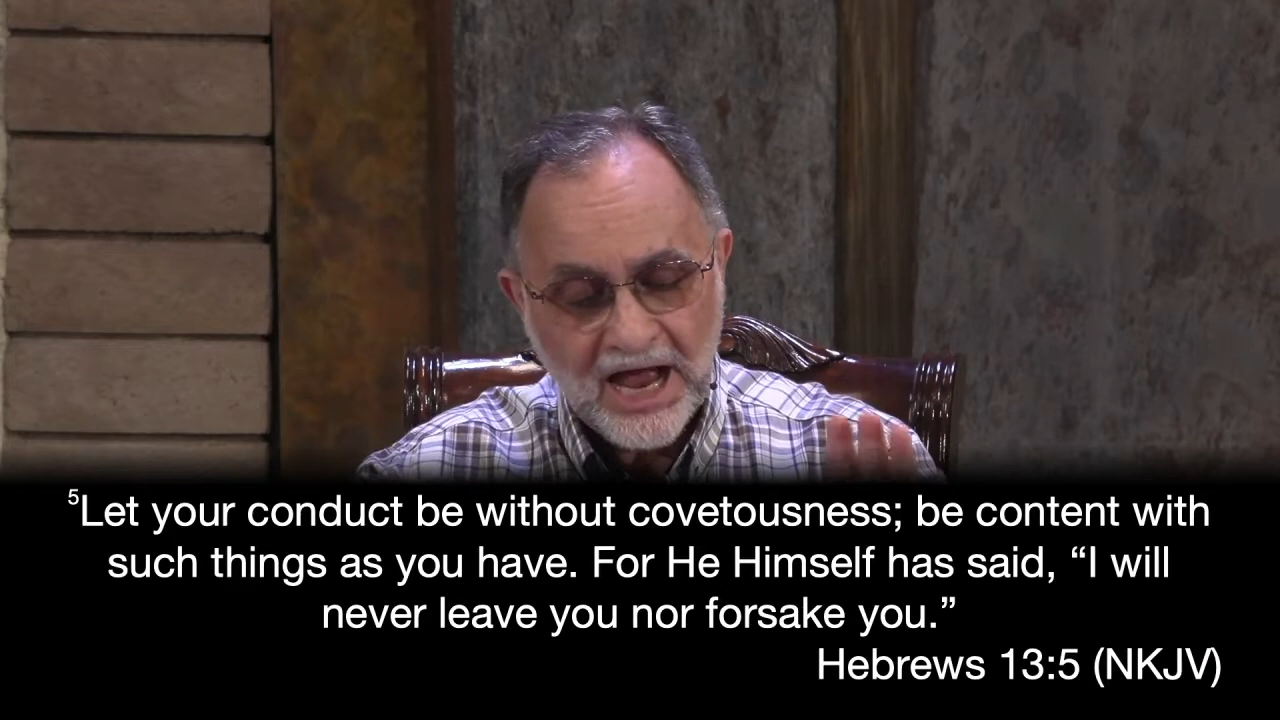 ⁵Let your conduct be without covetousness; be content with
such things as you have. For He Himself has said, “I will
never leave you nor forsake you.”
Hebrews 13:5 (NKJV)